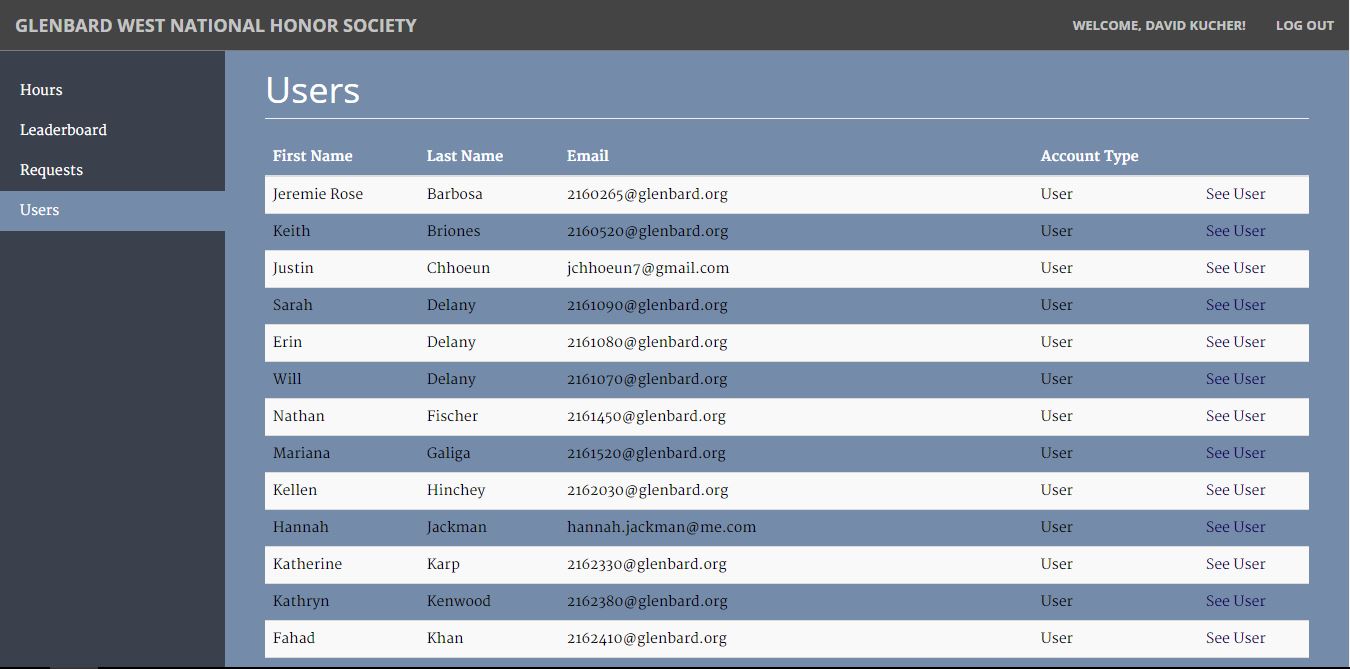 GLENBARD WEST NATIONAL HONOR SOCIETY WELCOME, DAVID KUCHER! LOG OUT
Hours
Leaderboard
Requests
Users
Users
First Name Last Name Email Account Type
Jeremie Rose Barbosa 2160265@glenbard.org User See User
Keith Briones 2160520@glenbard.org User See User
Justin Chhoeun jchhoeun7@gmail.com User See User
Sarah Delany 2161090@glenbard.org User See User
Erin Delany 2161080@glenbard.org User See User
Will Delany 2161070@glenbard.org User See User
Nathan Fischer 2161450@glenbard.org User See User
Mariana Galiga 2161520@glenbard.org User See User
Kellen Hinchey 2162030@glenbard.org User See User
Hannah Jackman hannah.jackman@me.com User See User
Katherine Karp 2162330@glenbard.org User See User
Kathryn Kenwood 2162380@glenbard.org User See User
Fahad Khan 2162410@glenbard.org User See User